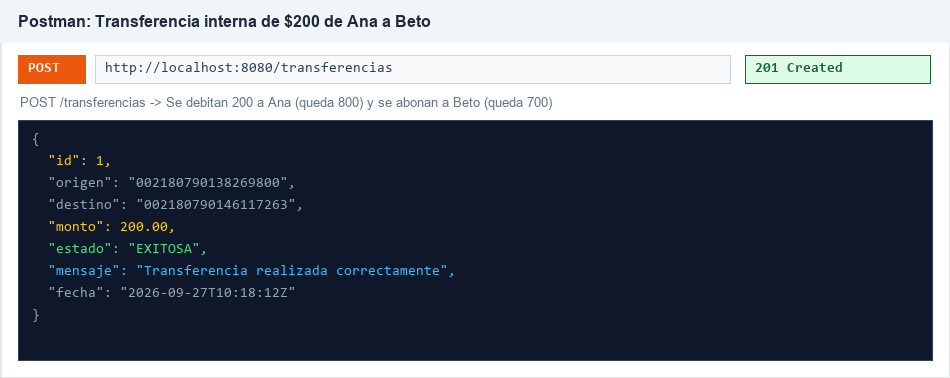 Postman: Transferencia interna de $200 de Ana a Beto
POST http://localhost:8080/transferencias 201 Created
POST /transferencias -> Se debitan 200 a Ana (queda 800) y se abonan a Beto (queda 700)
{
"id": 1,
"origen": "002180790138269800",
"destino": "002180790146117263",
"monto": 200.00,
"estado": "EXITOSA",
"mensaje": "Transferencia realizada correctamente",
"fecha": "2026-09-27T10:18:12Z"
}